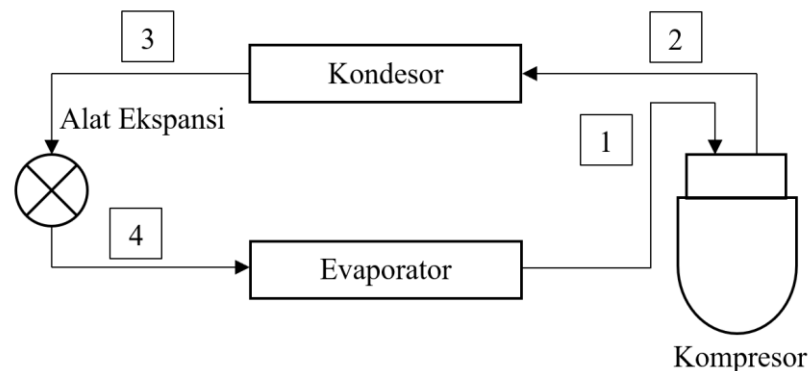 3
2
Kondesor
Alat Ekspansi
1
4
Evaporator
Kompresor